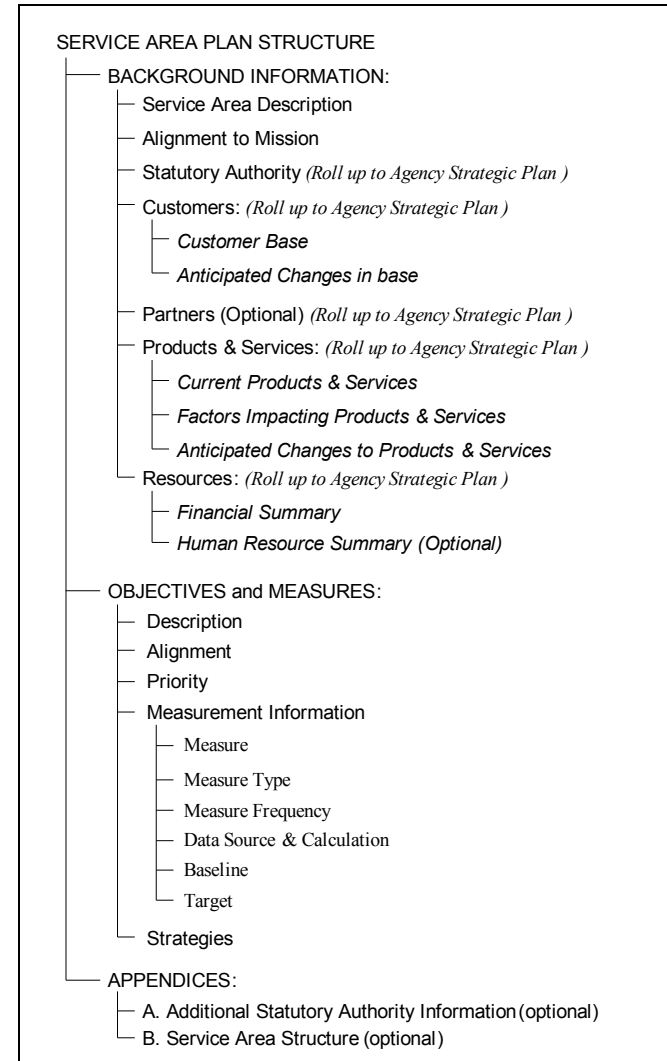 SERVICE AREA PLAN STRUCTURE
BACKGROUND INFORMATION:
Service Area Description
Alignment to Mission
Statutory Authority (Roll up to Agency Strategic Plan )
Customers: (Roll up to Agency Strategic Plan )
Customer Base
Anticipated Changes in base
Partners (Optional) (Roll up to Agency Strategic Plan )
Products & Services: (Roll up to Agency Strategic Plan )
Current Products & Services
Factors Impacting Products & Services
Anticipated Changes to Products & Services
Resources: (Roll up to Agency Strategic Plan )
Financial Summary
Human Resource Summary (Optional)
OBJECTIVES and MEASURES:
Description
Alignment
Priority
Measurement Information
Measure
Measure Type
Measure Frequency
Data Source & Calculation
Baseline
Target
Strategies
APPENDICES:
A. Additional Statutory Authority Information (optional)
B. Service Area Structure (optional)